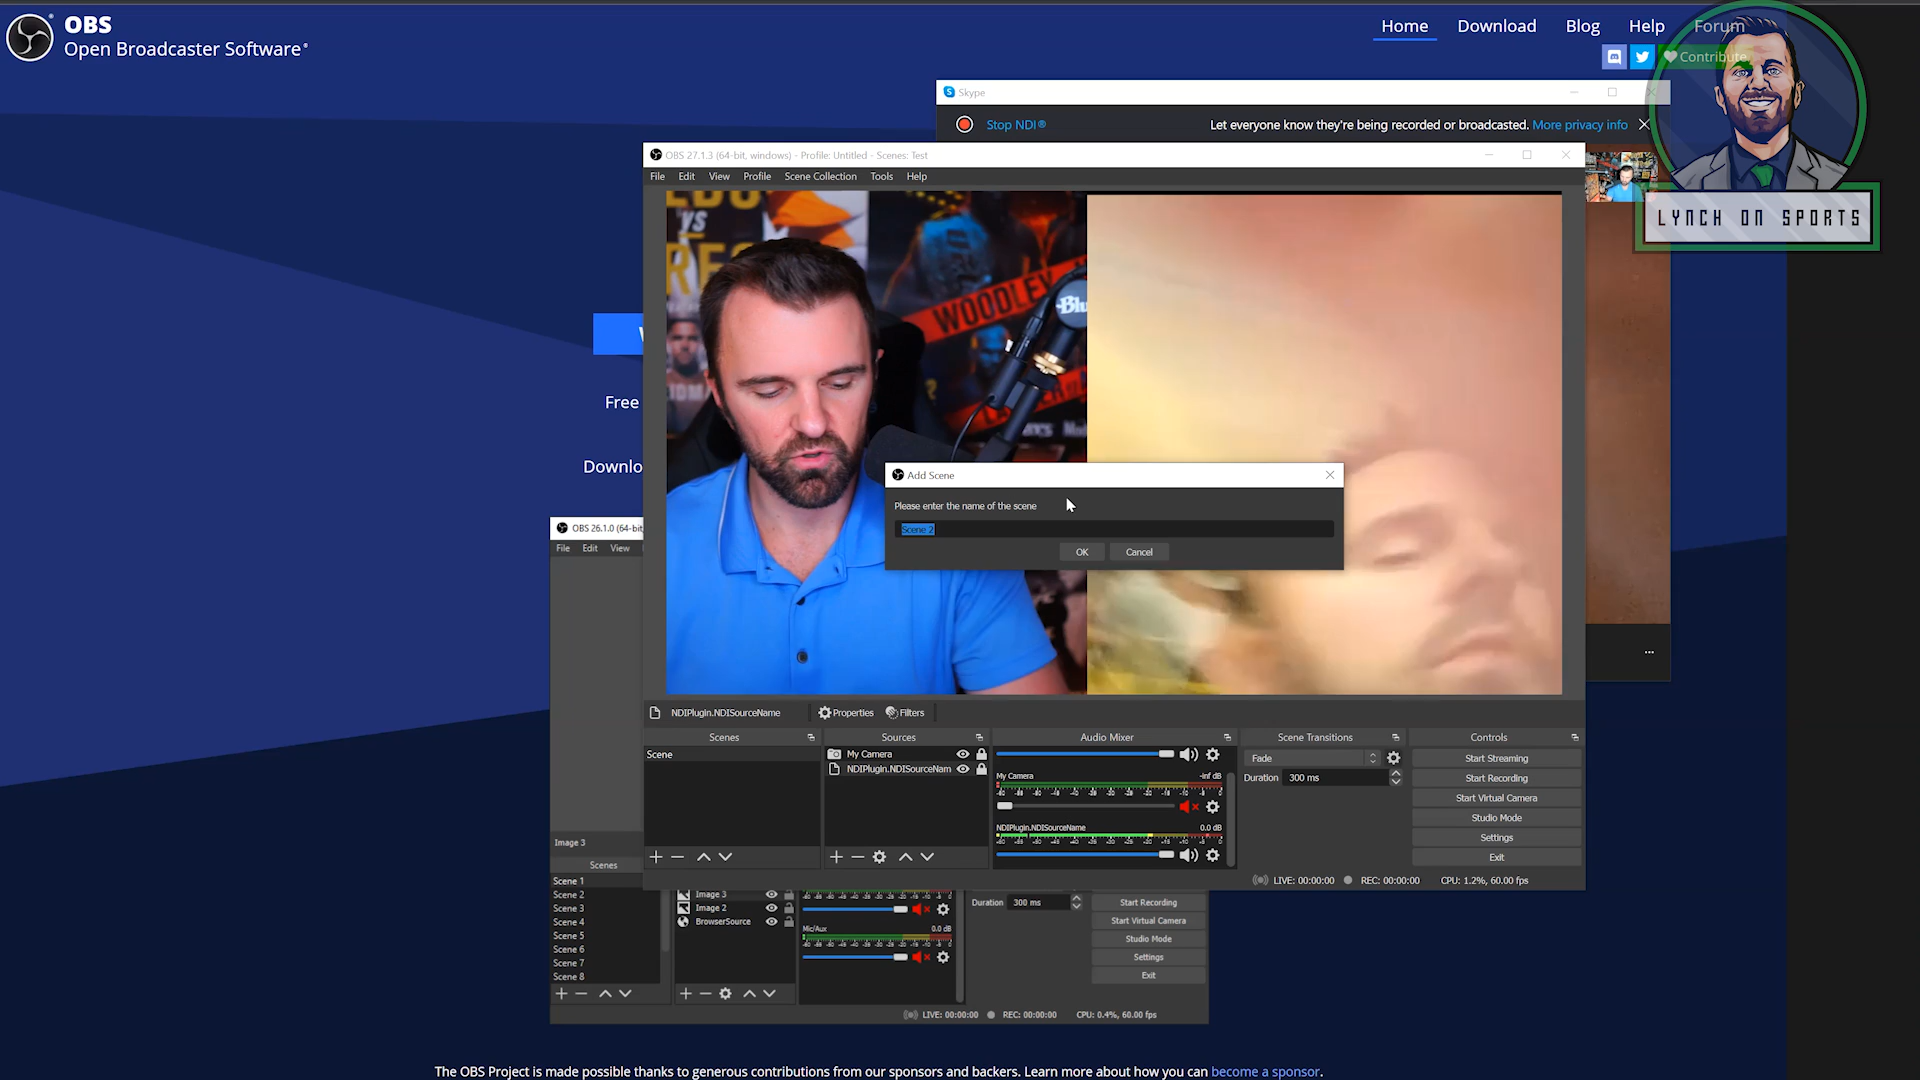 OBS
Open Broadcaster Software
Home
Download
Blog
Help
Forum
Contribute
Skype
Stop NDI®
Let everyone know they're being recorded or broadcasted. More privacy info
OBS 27.1.3 (64-bit, windows) - Profile: Untitled - Scenes: Test
File Edit View Profile Scene Collection Tools Help
LYNCH ON SPORTS
VS
WOODLEY
Blu
Free
Downlo
Add Scene
Please enter the name of the scene
Scene 2
OK
Cancel
OBS 26.1.0 (64-bit
File Edit View
NDIPlugin.NDISourceName
Properties
Filters
Scenes
Sources
Audio Mixer
Scene Transitions
Controls
Scene
My Camera
NDIPlugin.NDISourceNam
My Camera
-inf dB
NDIPlugin.NDISourceName
0.0 dB
Fade
Duration
300 ms
Start Streaming
Start Recording
Start Virtual Camera
Studio Mode
Settings
Exit
LIVE: 00:00:00
REC: 00:00:00
CPU: 1.2%, 60.00 fps
Image 3
Scenes
Scene 1
Scene 2
Scene 3
Scene 4
Scene 5
Scene 6
Scene 7
Scene 8
Image 3
Image 2
BrowserSource
Mic/Aux
0.0 dB
Duration
300 ms
Start Recording
Start Virtual Camera
Studio Mode
Settings
Exit
LIVE: 00:00:00
REC: 00:00:00
CPU: 0.4%, 60.00 fps
The OBS Project is made possible thanks to generous contributions from our sponsors and backers. Learn more about how you can become a sponsor.